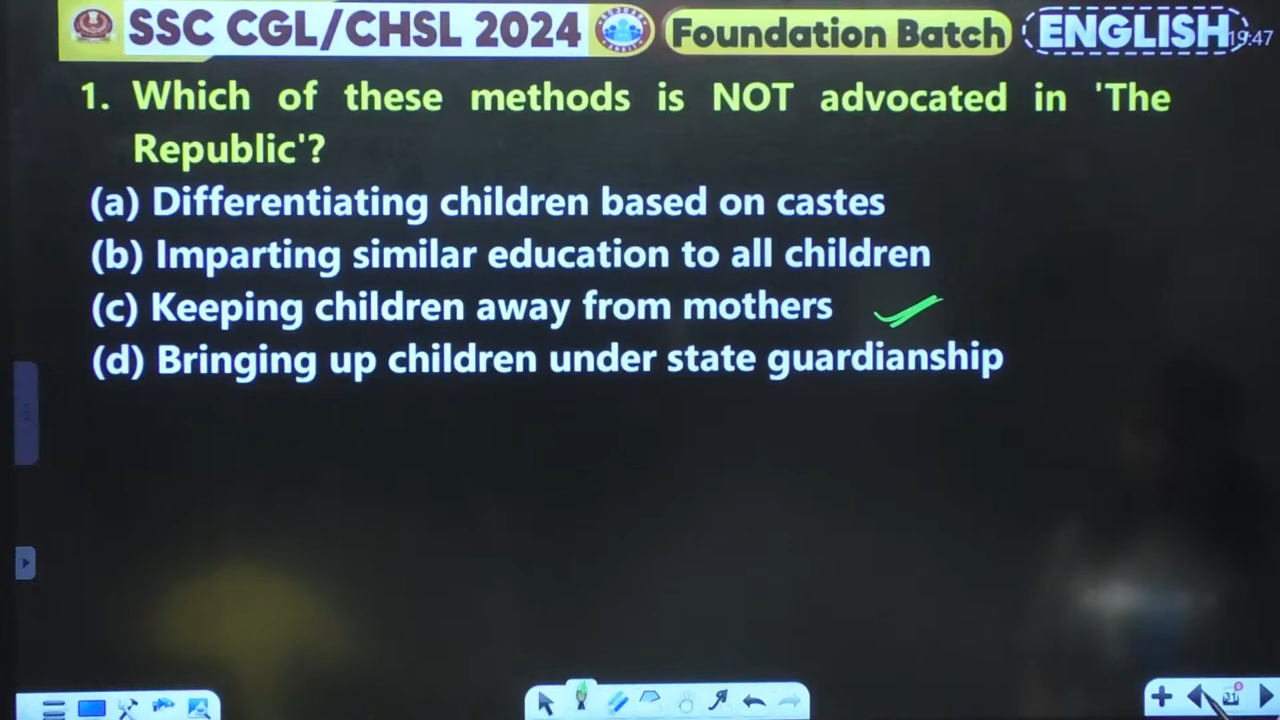 SSC CGL/CHSL 2024 Foundation Batch ENGLISH 19:47
1. Which of these methods is NOT advocated in 'The
Republic'?
(a) Differentiating children based on castes
(b) Imparting similar education to all children
(c) Keeping children away from mothers
(d) Bringing up children under state guardianship